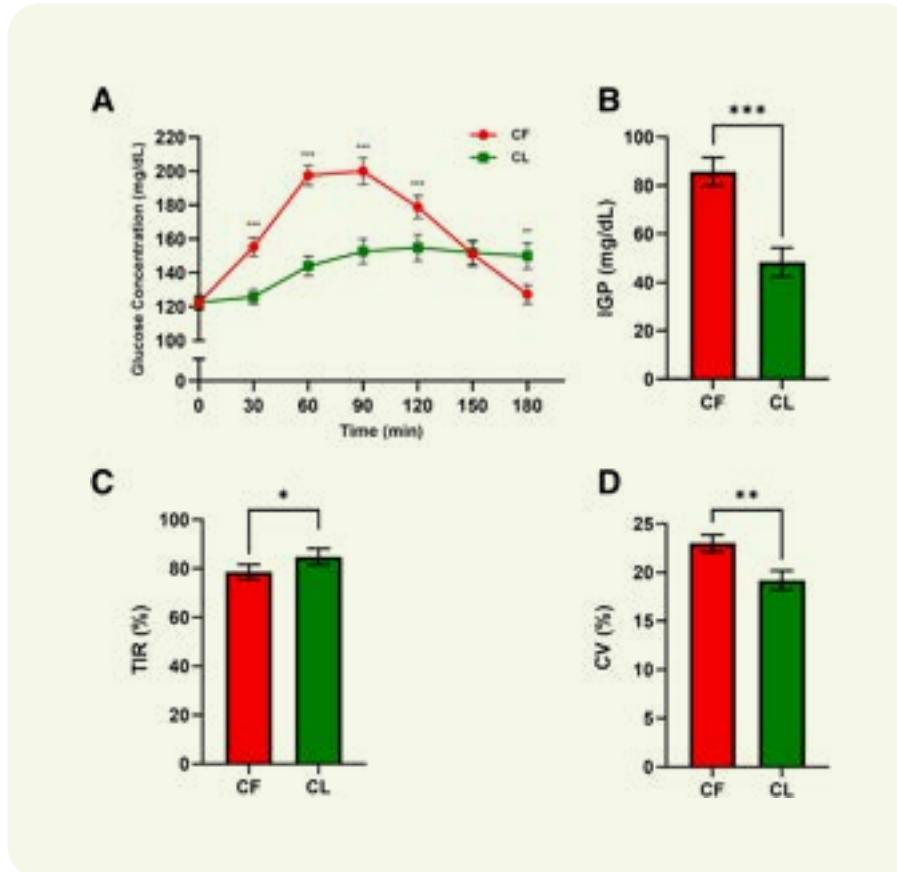 A
Glucose Concentration (mg/dL)
220
200
180
160
140
120
100
0
0 30 60 90 120 150 180
Time (min)
CF
CL
***
***
***
***
**
B
***
IGP (mg/dL)
100
80
60
40
20
0
CF CL
C
*
TIR (%)
100
80
60
40
20
0
CF CL
D
**
CV (%)
25
20
15
10
5
0
CF CL